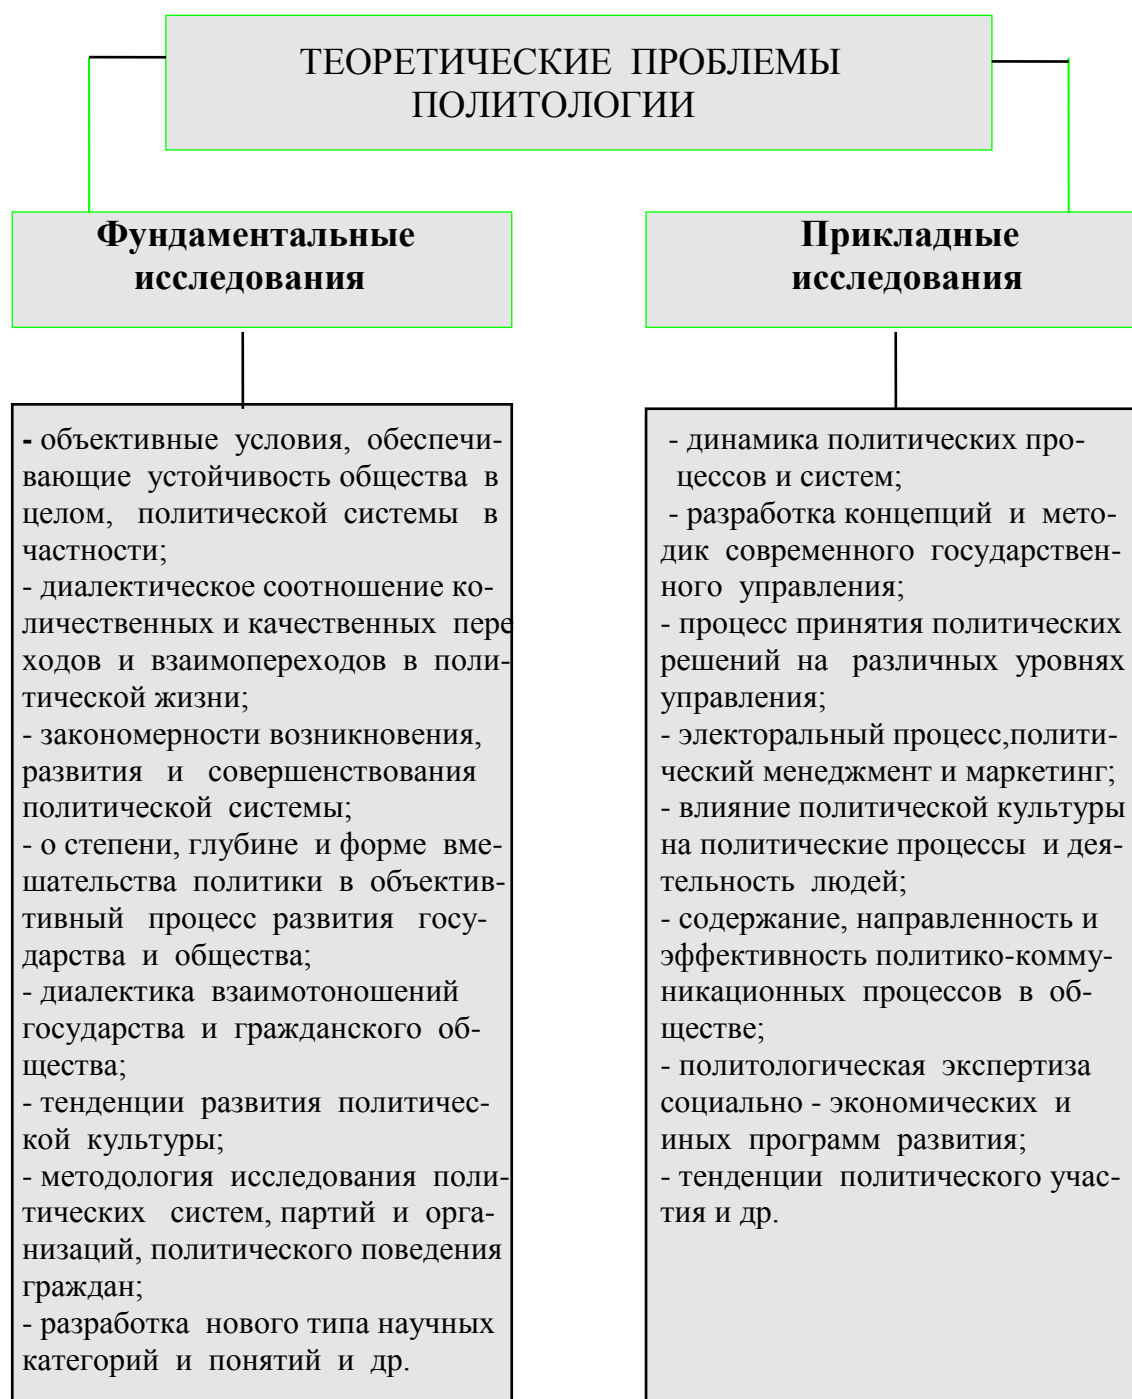 ТЕОРЕТИЧЕСКИЕ ПРОБЛЕМЫ
ПОЛИТОЛОГИИ
Фундаментальные
исследования
- объективные условия, обеспечи-
вающие устойчивость общества в
целом, политической системы в
частности;
- диалектическое соотношение ко-
личественных и качественных пере
ходов и взаимопереходов в поли-
тической жизни;
- закономерности возникновения,
развития и совершенствования
политической системы;
- о степени, глубине и форме вме-
шательства политики в объектив-
тивный процесс развития госу-
дарства и общества;
- диалектика взаимотоношений
государства и гражданского об-
щества;
- тенденции развития политичес-
кой культуры;
- методология исследования поли-
тических систем, партий и орга-
низаций, политического поведения
граждан;
- разработка нового типа научных
категорий и понятий и др.
Прикладные
исследования
- динамика политических про-
цессов и систем;
- разработка концепций и мето-
дик современного государствен-
ного управления;
- процесс принятия политических
решений на различных уровнях
управления;
- электоральный процесс,полити-
ческий менеджмент и маркетинг;
- влияние политической культуры
на политические процессы и дея-
тельность людей;
- содержание, направленность и
эффективность политико-комму-
никационных процессов в об-
ществе;
- политологическая экспертиза
социально - экономических и
иных программ развития;
- тенденции политического учас-
тия и др.